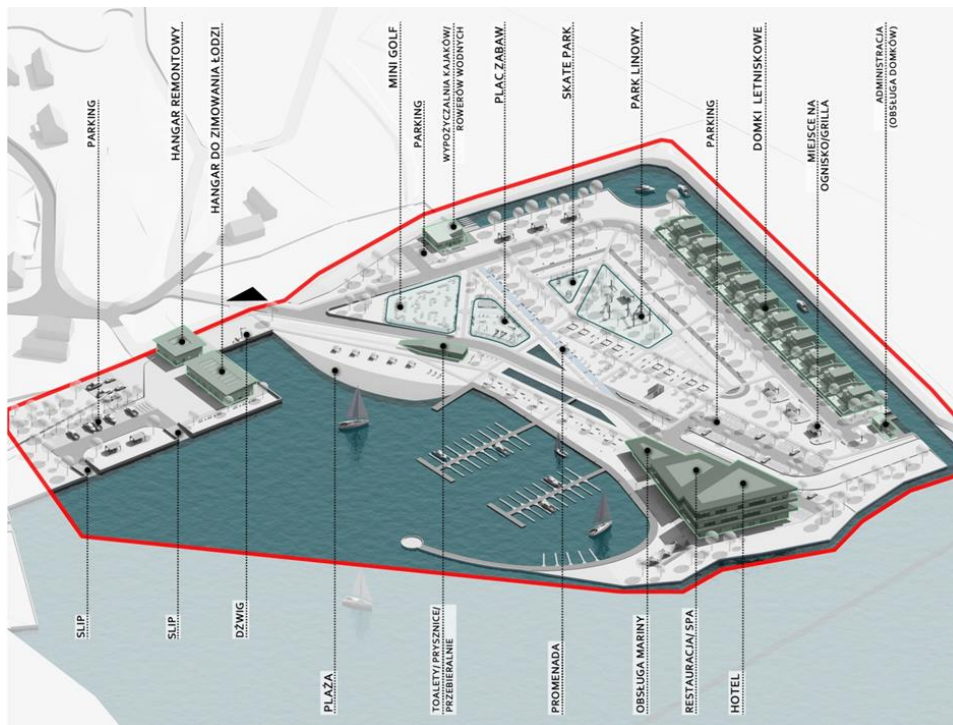 PARKING
HANGAR REMONTOWY
HANGAR DO ZIMOWANIA ŁODZI
MINI GOLF
PARKING
WYPOŻYCZALNIA KAJAKÓW/
ROWERÓW WODNYCH
PLAC ZABAW
SKATE PARK
PARK LINOWY
PARKING
DOMKI LETNISKOWE
MIEJSCE NA
OGNISKO/GRILLA
ADMINISTRACJA
(OBSŁUGA DOMKÓW)
SLIP
SLIP
DŹWIG
PLAŻA
TOALETY/ PRYSZNICE/
PRZEBIERALNIE
PROMENADA
OBSŁUGA MARINY
RESTAURACJA/ SPA
HOTEL